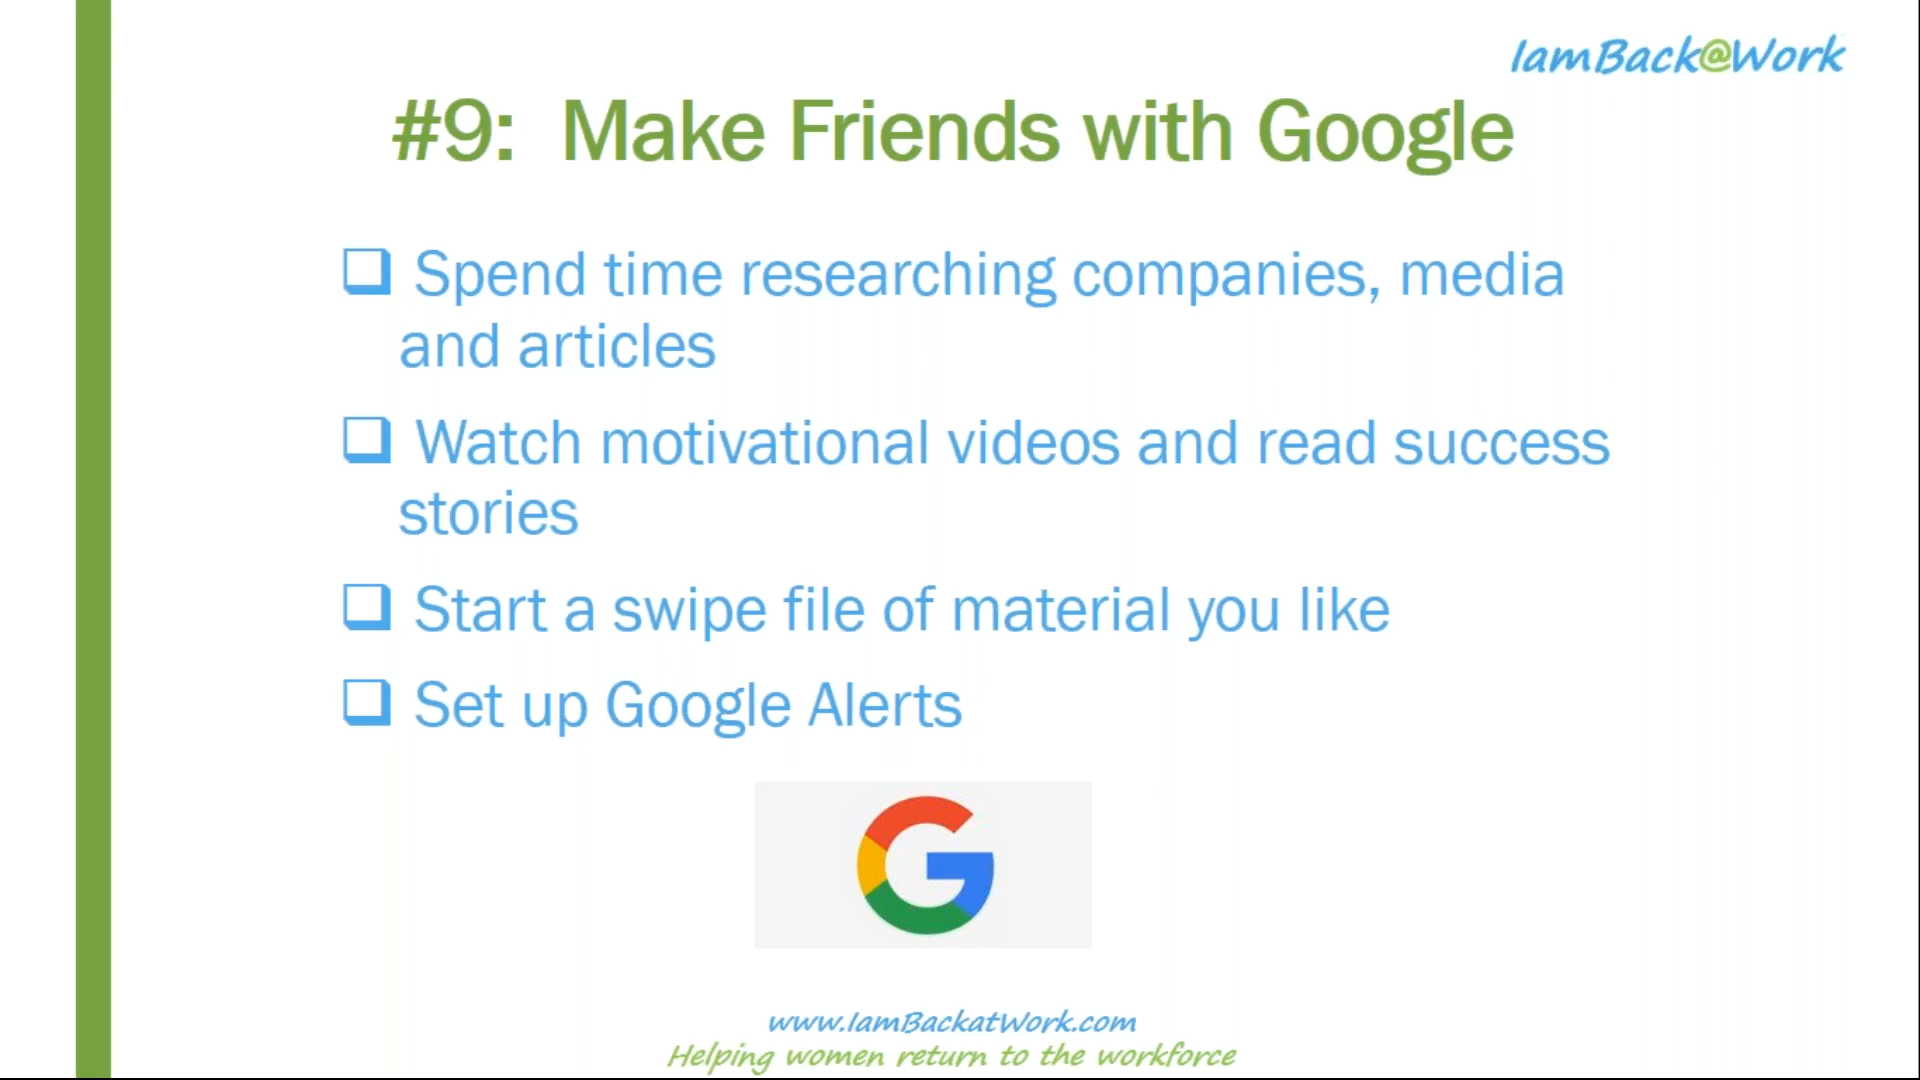 IamBack@Work
#9: Make Friends with Google
Spend time researching companies, media
and articles
Watch motivational videos and read success
stories
Start a swipe file of material you like
Set up Google Alerts
G
www.IamBackatWork.com
Helping women return to the workforce